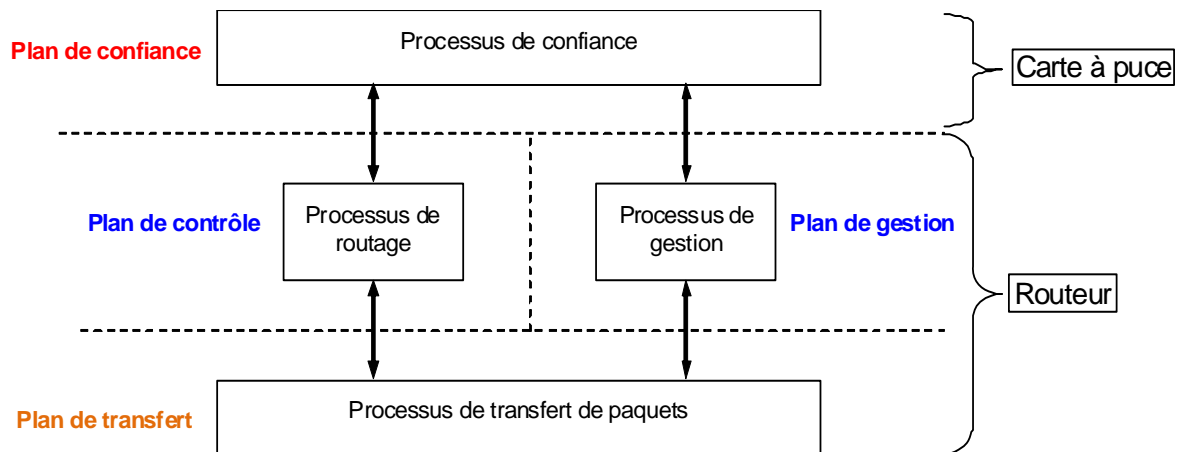 Plan de confiance
Processus de confiance
Carte à puce
Plan de contrôle
Processus de
routage
Processus de
gestion
Plan de gestion
Routeur
Plan de transfert
Processus de transfert de paquets